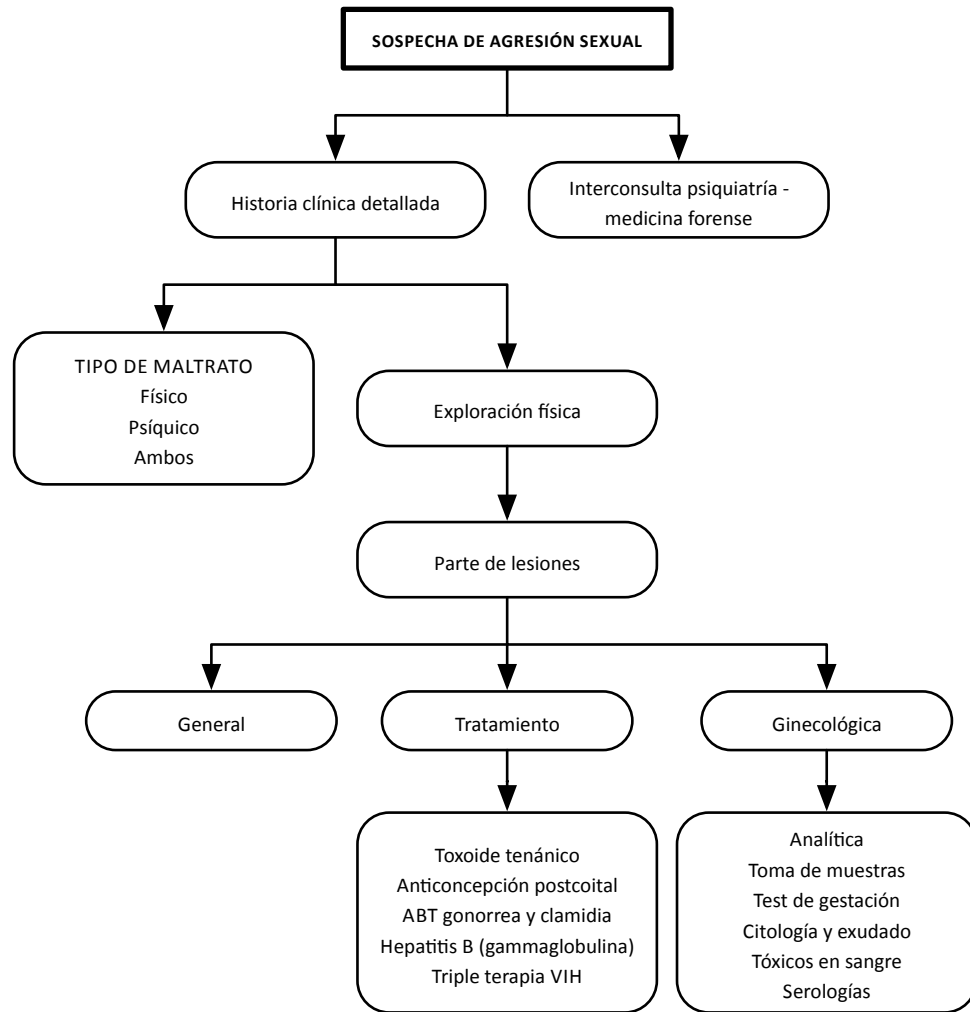 SOSPECHA DE AGRESIÓN SEXUAL
Historia clínica detallada
Interconsulta psiquiatría -
medicina forense
TIPO DE MALTRATO
Físico
Psíquico
Ambos
Exploración física
Parte de lesiones
General
Tratamiento
Ginecológica
Toxoide tenánico
Anticoncepción postcoital
ABT gonorrea y clamidia
Hepatitis B (gammaglobulina)
Triple terapia VIH
Analítica
Toma de muestras
Test de gestación
Citología y exudado
Tóxicos en sangre
Serologías